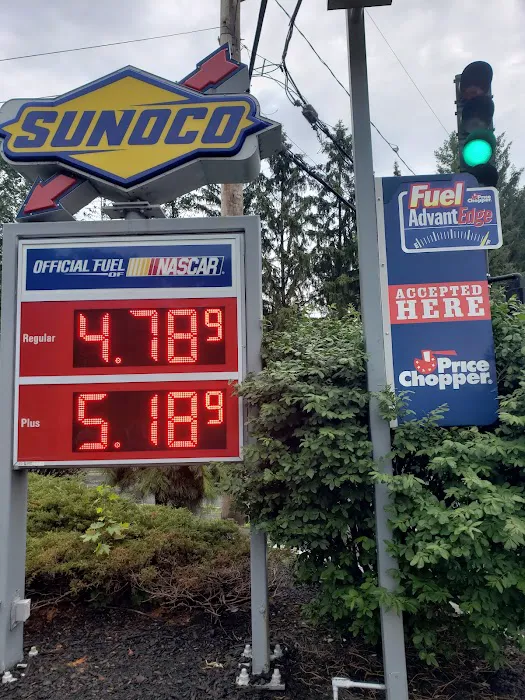 SUNOCO
OFFICIAL FUEL OF NASCAR
Regular 4.78 9
Plus 5.18 9
Fuel
AdvantEdge
Price Chopper
ACCEPTED
HERE
Price
Chopper